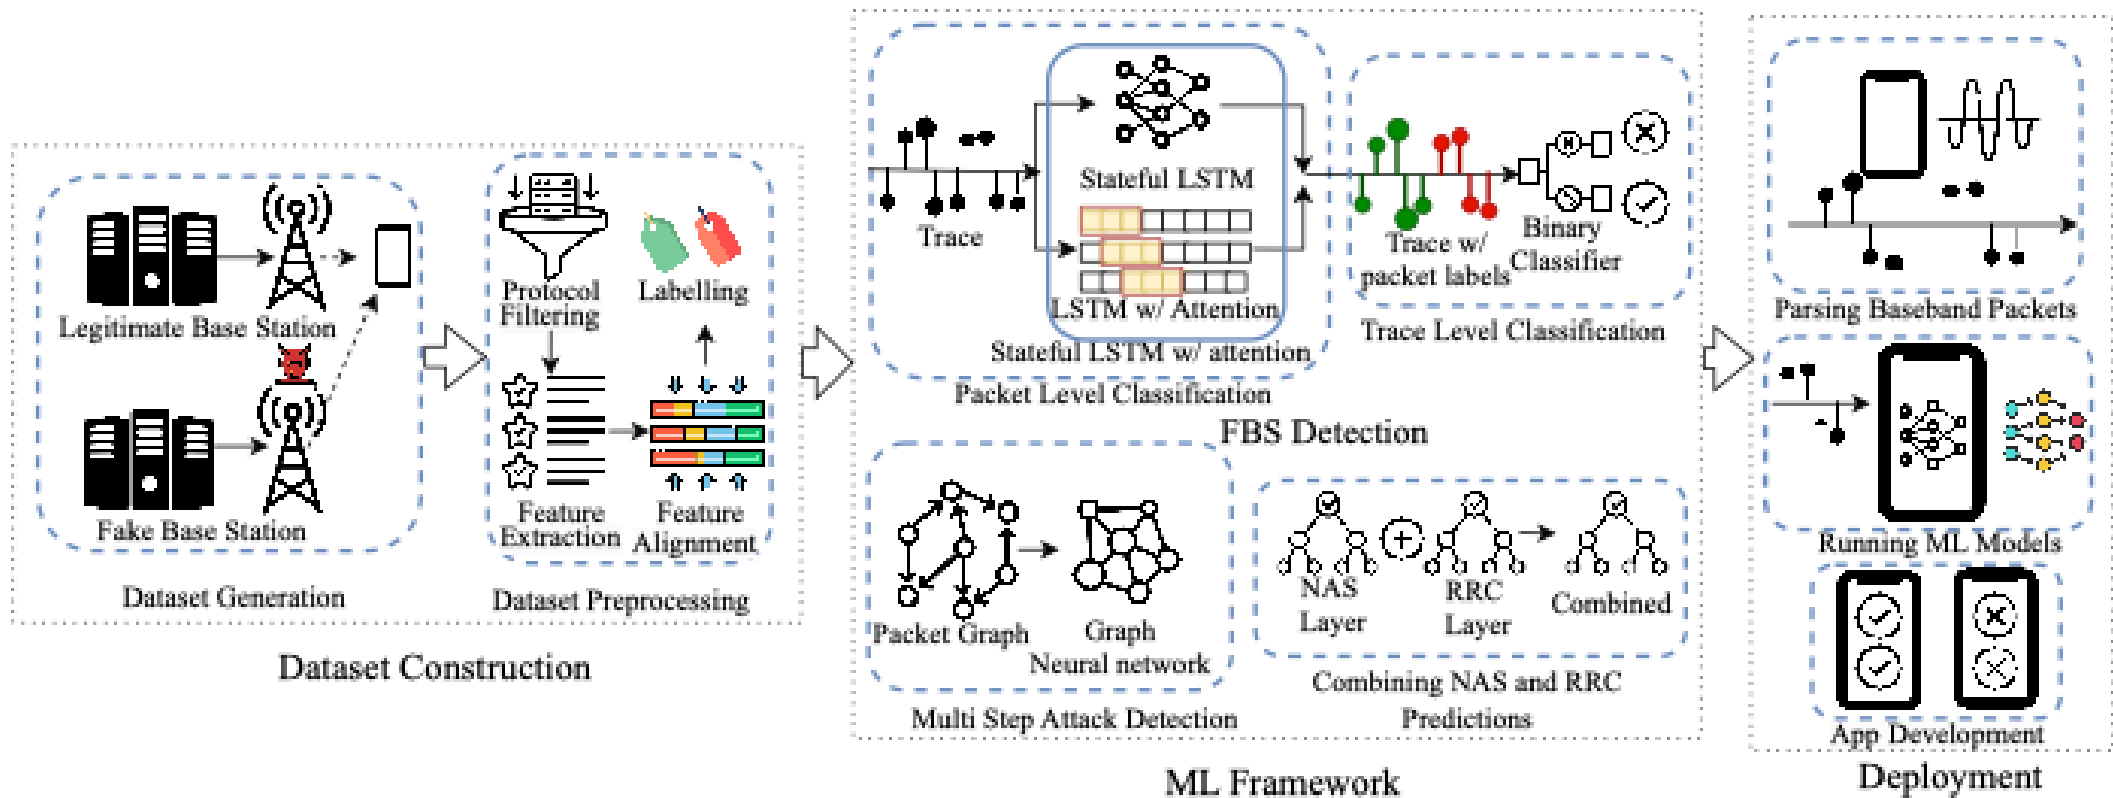 Legitimate Base Station
Fake Base Station
Dataset Generation
Protocol
Filtering
Labelling
Feature
Extraction
Feature
Alignment
Dataset Preprocessing
Dataset Construction
Trace
Stateful LSTM
LSTM w/ Attention
Stateful LSTM w/ attention
Packet Level Classification
Trace w/
packet labels
Binary
Classifier
Trace Level Classification
FBS Detection
Packet Graph
Graph
Neural network
Multi Step Attack Detection
NAS
Layer
RRC
Layer
Combined
Combining NAS and RRC
Predictions
ML Framework
Parsing Baseband Packets
Running ML Models
App Development
Deployment